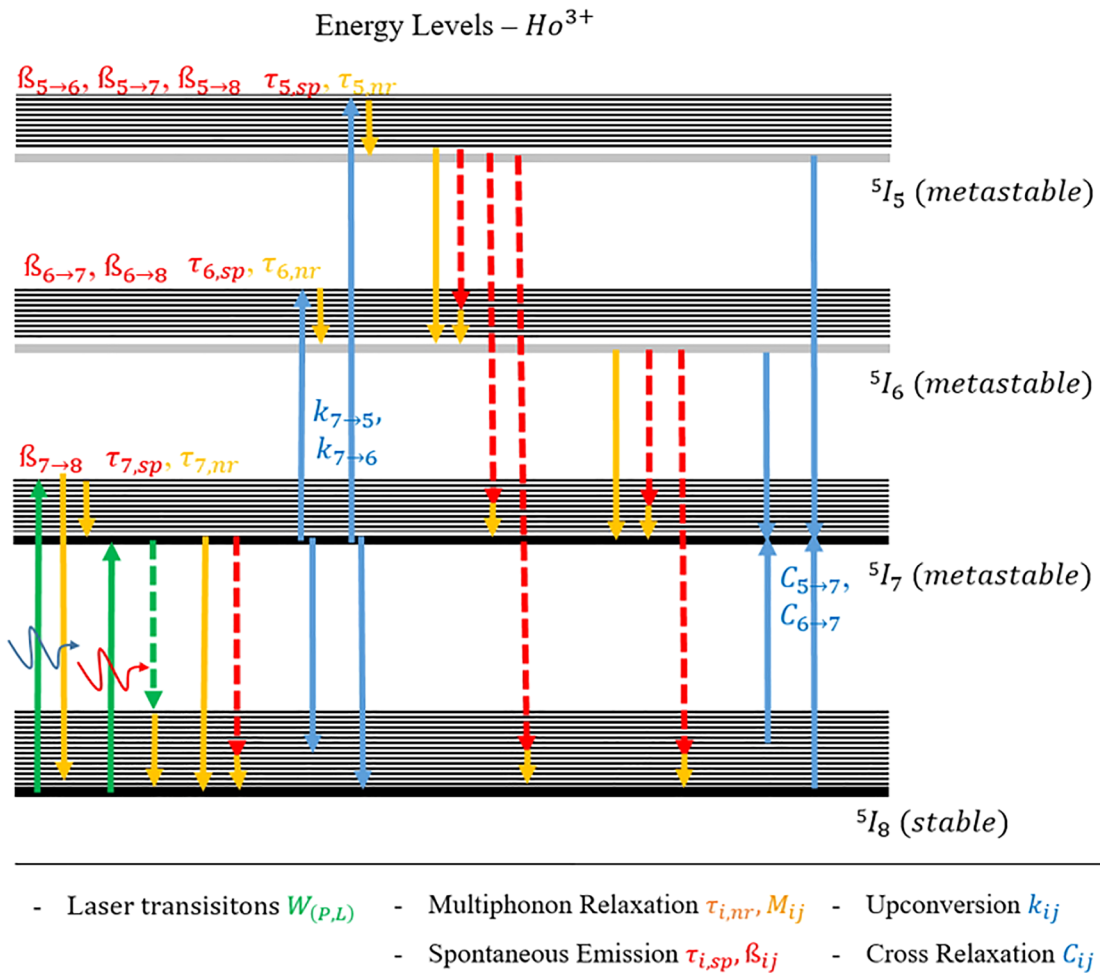 Energy Levels – Ho³⁺
ß₅→₆, ß₅→₇, ß₅→₈ τ₅,sp, τ₅,nr
⁵I₅ (metastable)
ß₆→₇, ß₆→₈ τ₆,sp, τ₆,nr
⁵I₆ (metastable)
k₇→₅,
k₇→₆
ß₇→₈ τ₇,sp, τ₇,nr
⁵I₇ (metastable)
C₅→₇,
C₆→₇
⁵I₈ (stable)
- Laser transisitons W(P,L) - Multiphonon Relaxation τi,nr, Mij - Upconversion kij
- Spontaneous Emission τi,sp, ßij - Cross Relaxation Cij